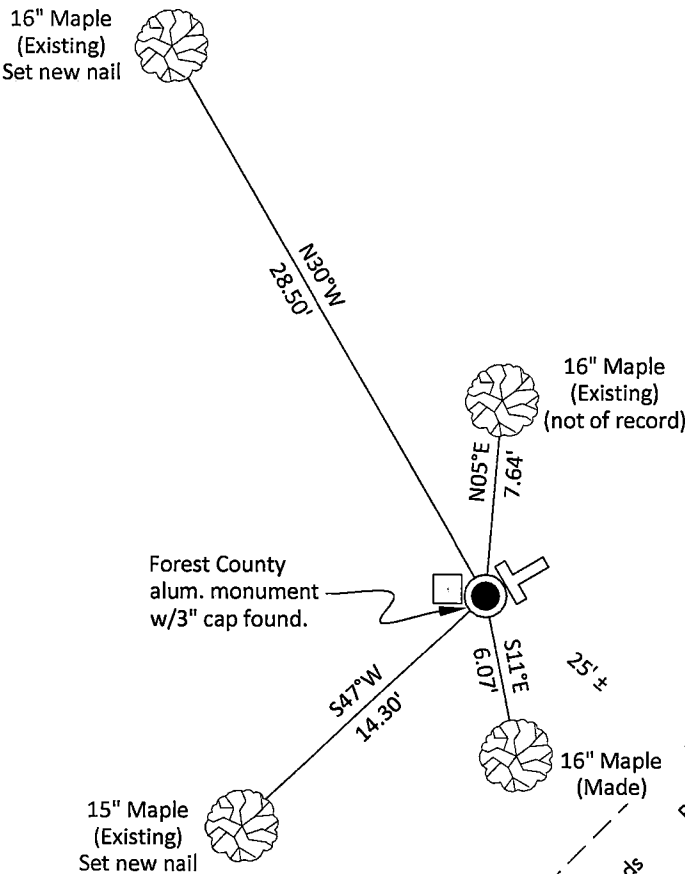 16" Maple
(Existing)
Set new nail
N30°W
28.50'
16" Maple
(Existing)
(not of record)
N05°E
7.64'
Forest County
alum. monument
w/3" cap found.
S11°E
6.07'
25' ±
S47°W
14.30'
16" Maple
(Made)
15" Maple
(Existing)
Set new nail